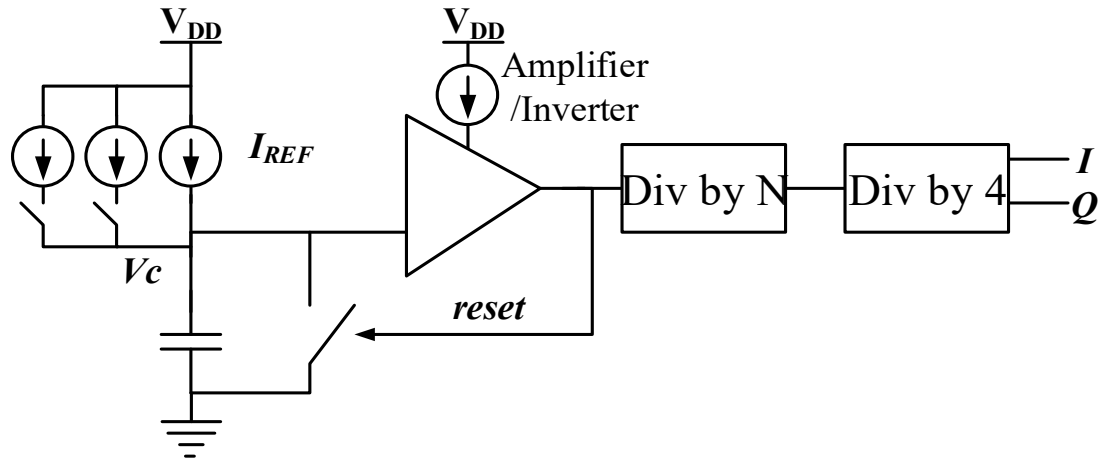 VDD
VDD
Amplifier
/Inverter
IREF
Div by N
Div by 4
I
Q
Vc
reset